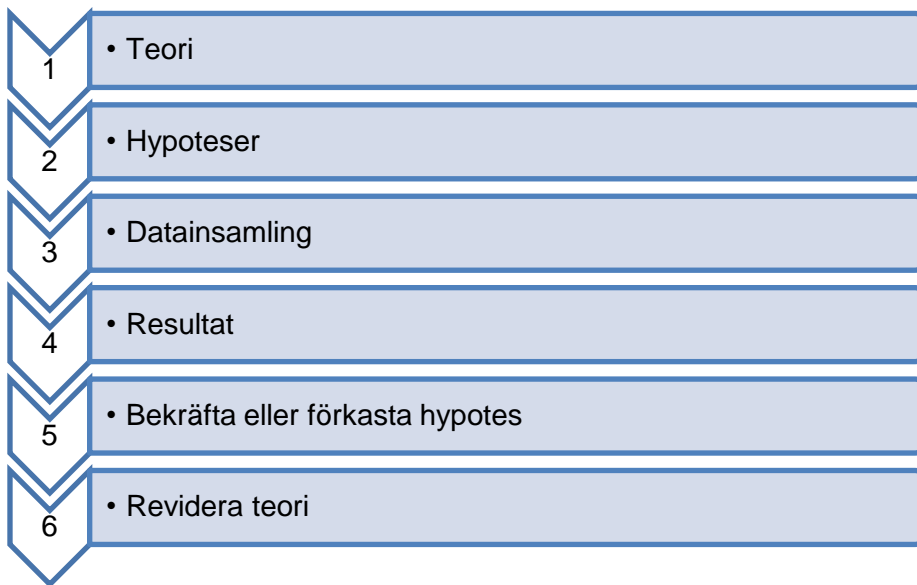 1 • Teori
2 • Hypoteser
3 • Datainsamling
4 • Resultat
5 • Bekräfta eller förkasta hypotes
6 • Revidera teori